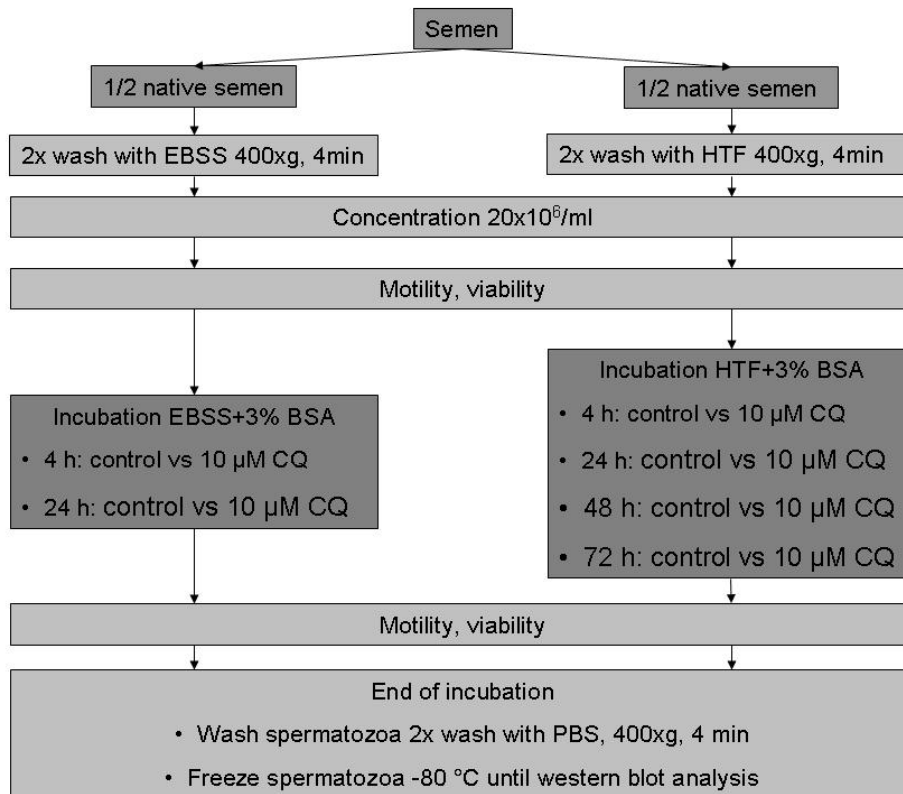 Semen
1/2 native semen
1/2 native semen
2x wash with EBSS 400xg, 4min
2x wash with HTF 400xg, 4min
Concentration 20x10⁶/ml
Motility, viability
Incubation EBSS+3% BSA
• 4 h: control vs 10 µM CQ
• 24 h: control vs 10 µM CQ
Incubation HTF+3% BSA
• 4 h: control vs 10 µM CQ
• 24 h: control vs 10 µM CQ
• 48 h: control vs 10 µM CQ
• 72 h: control vs 10 µM CQ
Motility, viability
End of incubation
• Wash spermatozoa 2x wash with PBS, 400xg, 4 min
• Freeze spermatozoa -80 °C until western blot analysis